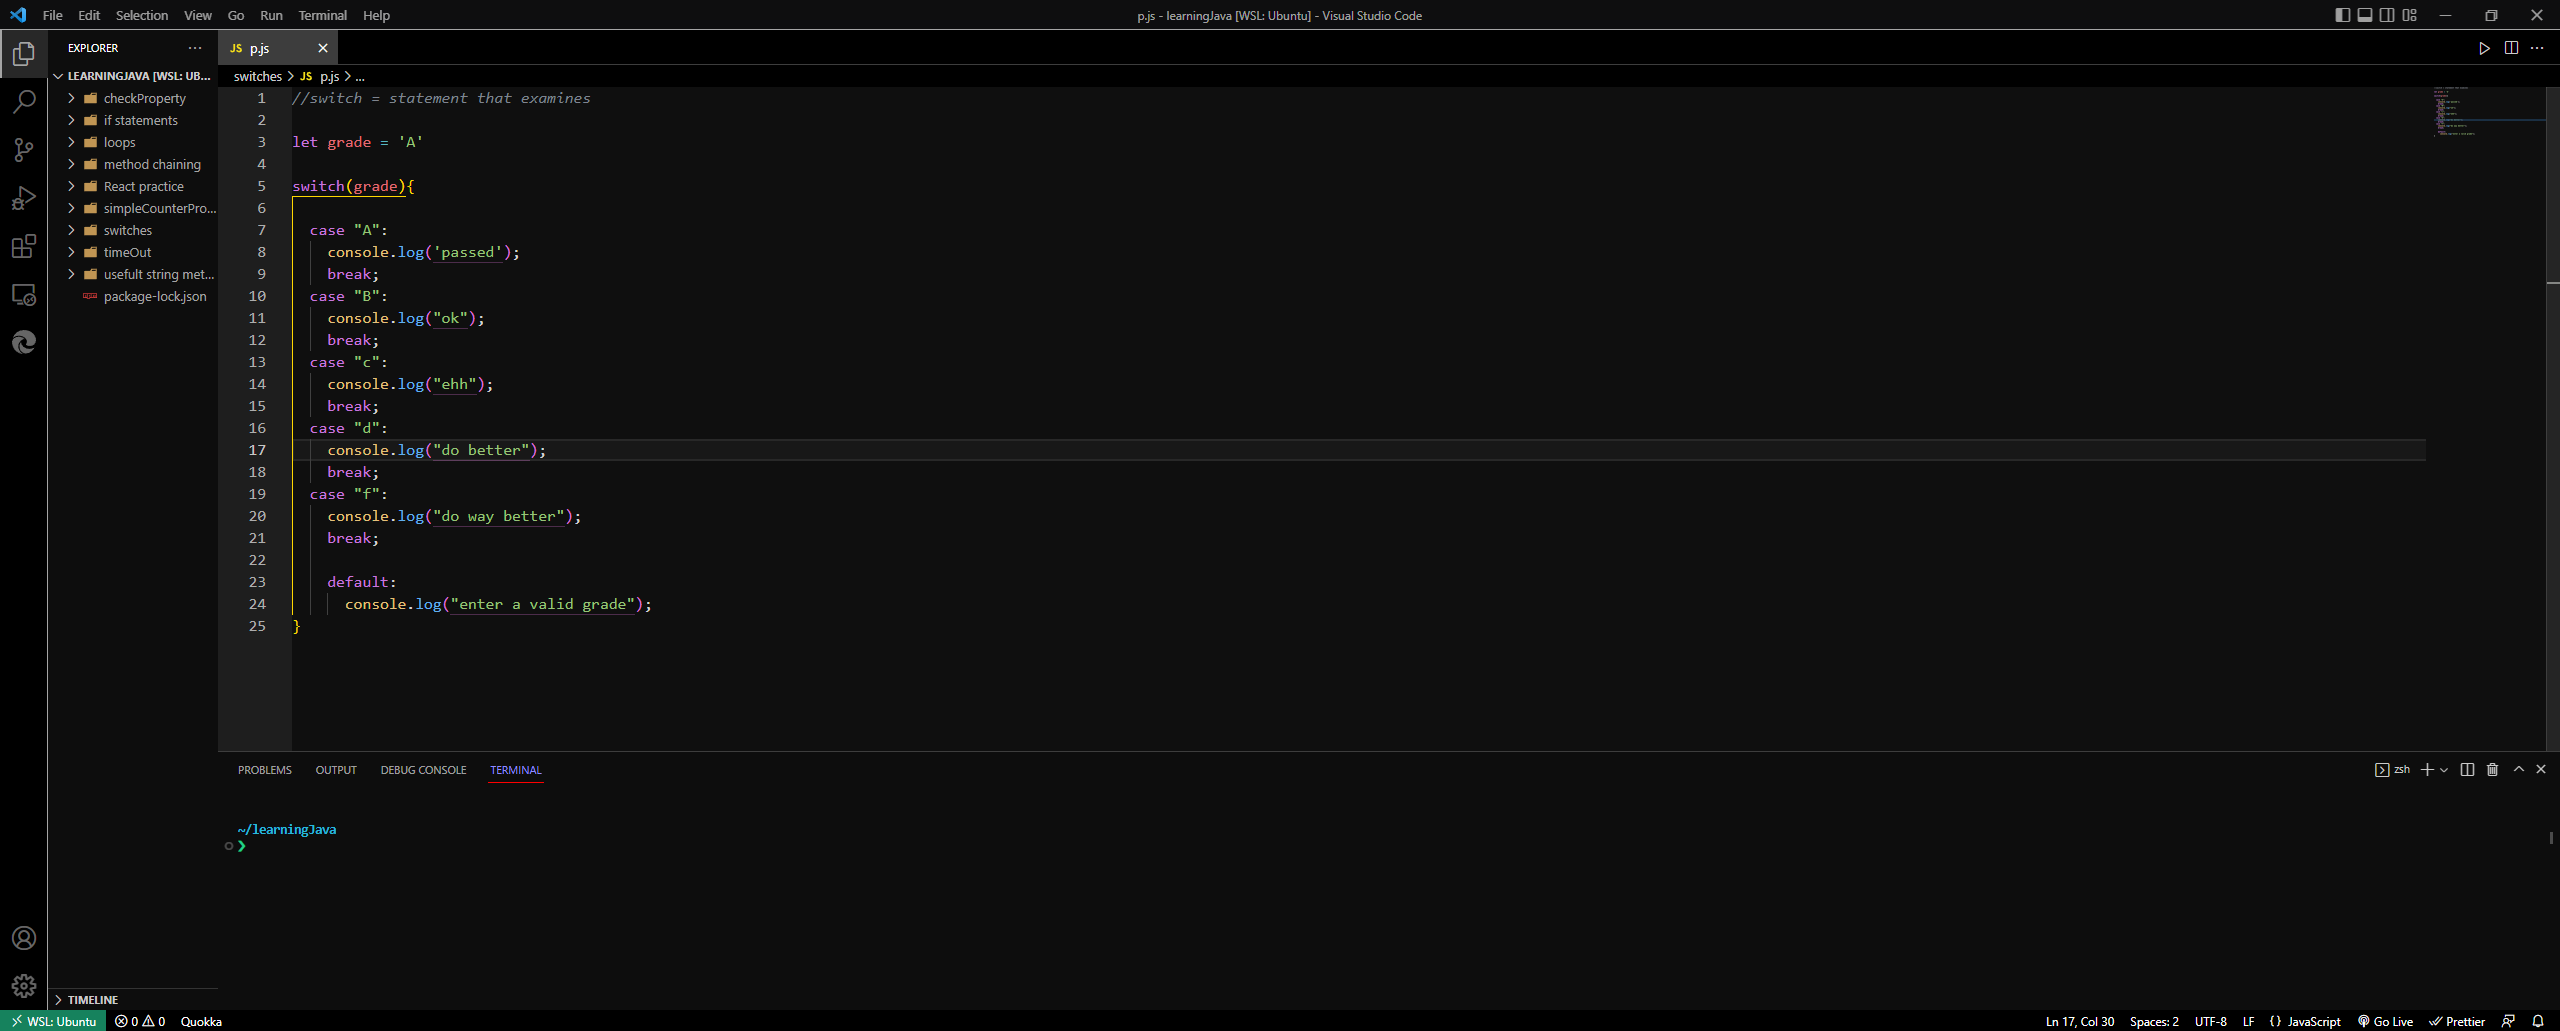 File Edit Selection View Go Run Terminal Help
p.js - learningJava [WSL: Ubuntu] - Visual Studio Code
EXPLORER
LEARNINGJAVA [WSL: UB...
checkProperty
if statements
loops
method chaining
React practice
simpleCounterPro...
switches
timeOut
usefult string met...
package-lock.json
TIMELINE
JS p.js
switches > JS p.js > ...
1 //switch = statement that examines
2
3 let grade = 'A'
4
5 switch(grade){
6
7 case "A":
8 console.log('passed');
9 break;
10 case "B":
11 console.log("ok");
12 break;
13 case "c":
14 console.log("ehh");
15 break;
16 case "d":
17 console.log("do better");
18 break;
19 case "f":
20 console.log("do way better");
21 break;
22
23 default:
24 console.log("enter a valid grade");
25 }
PROBLEMS OUTPUT DEBUG CONSOLE TERMINAL
zsh
~/learningJava
❯
WSL: Ubuntu 0 0 Quokka
Ln 17, Col 30 Spaces: 2 UTF-8 LF {} JavaScript Go Live Prettier